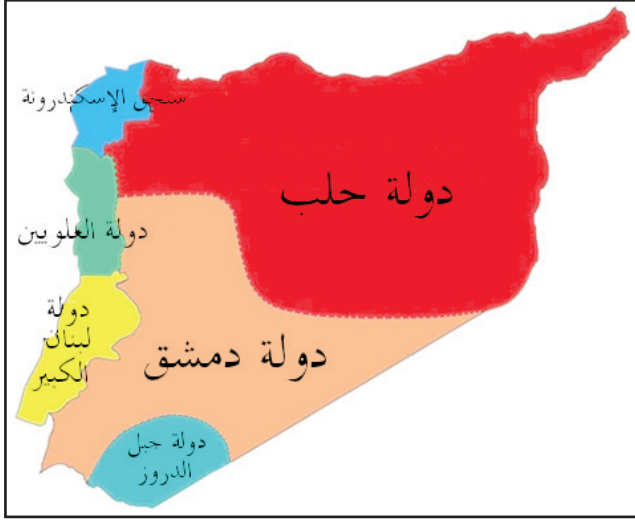 سنجق الإسكندرونة
دولة حلب
دولة العلويين
دولة
لبنان
الكبير
دولة دمشق
دولة جبل
الدروز